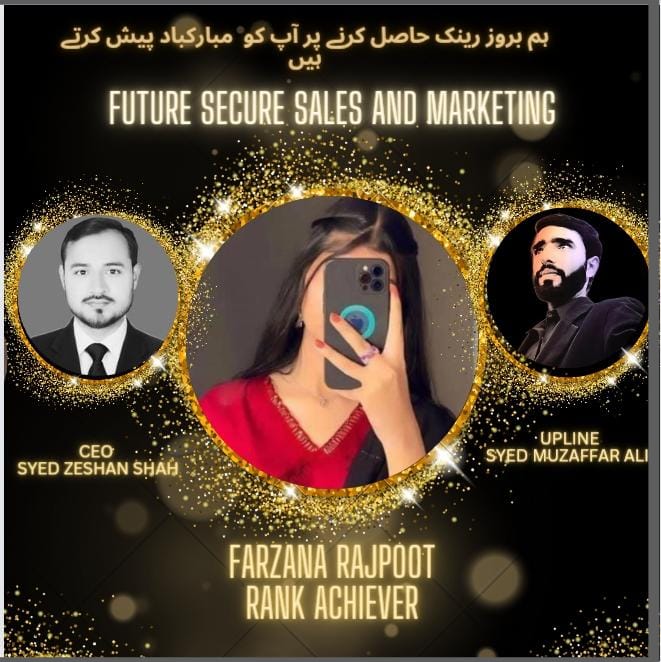 ہم بروز رینک حاصل کرنے پر آپ کو مبارکباد پیش کرتے
ہیں
FUTURE SECURE SALES AND MARKETING
CEO
SYED ZESHAN SHAH
UPLINE
SYED MUZAFFAR ALI
FARZANA RAJPOOT
RANK ACHIEVER